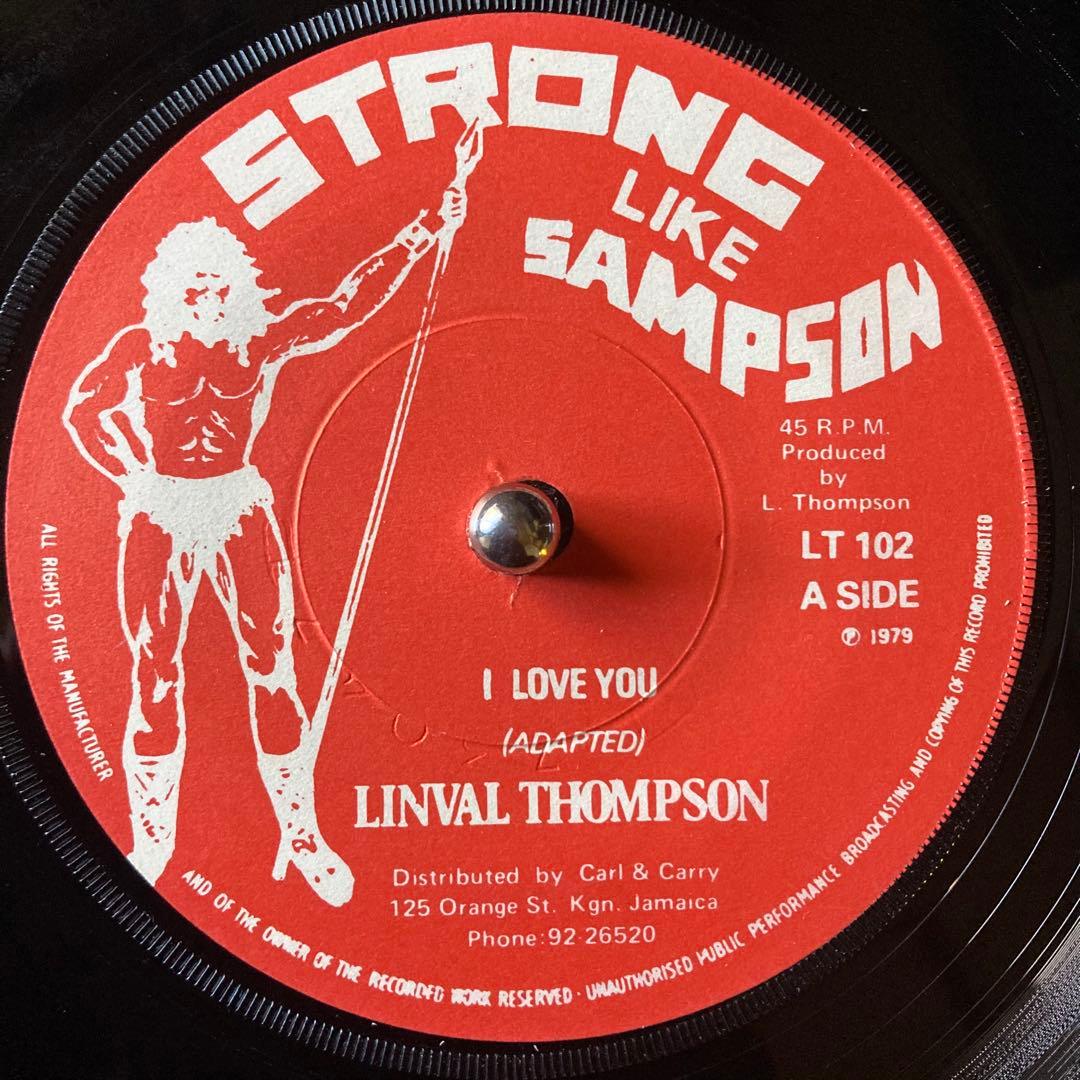 STRONG
LIKE
SAMPSON
45 R.P.M.
Produced
by
L. Thompson
LT 102
A SIDE
℗ 1979
I LOVE YOU
(ADAPTED)
LINVAL THOMPSON
Distributed by Carl & Carry
125 Orange St. Kgn. Jamaica
Phone:92-26520
ALL RIGHTS OF THE MANUFACTURER
AND OF THE OWNER OF THE RECORDED WORK RESERVED · UNAUTHORISED PUBLIC PERFORMANCE BROADCASTING AND COPYING OF THIS RECORD PROHIBITED